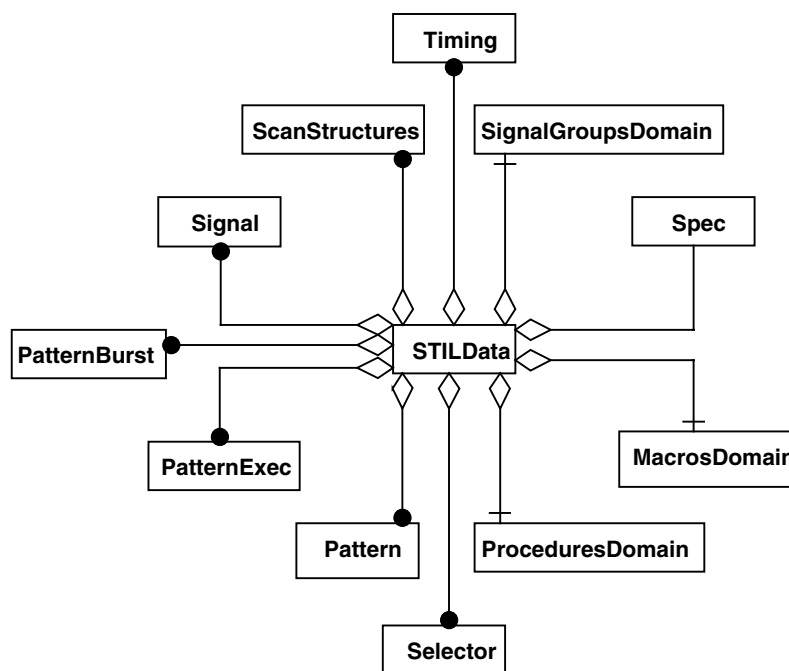 Timing
ScanStructures
SignalGroupsDomain
Signal
Spec
PatternBurst
STILData
PatternExec
MacrosDomain
Pattern
ProceduresDomain
Selector